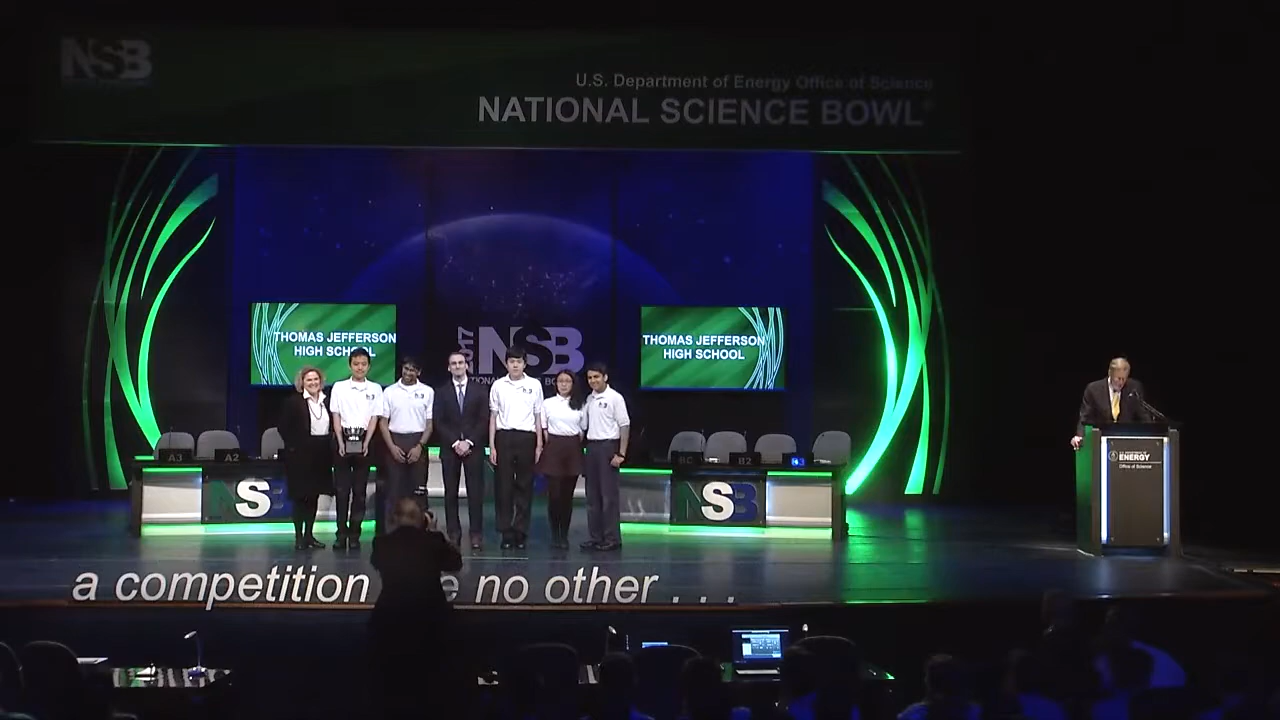 NSB
U.S. Department of Energy Office of Science
NATIONAL SCIENCE BOWL®
THOMAS JEFFERSON
HIGH SCHOOL
2017 NSB
THOMAS JEFFERSON
HIGH SCHOOL
A3
A2
B2
NSB
NSB
ENERGY
Office of Science
a competition
no other . . .